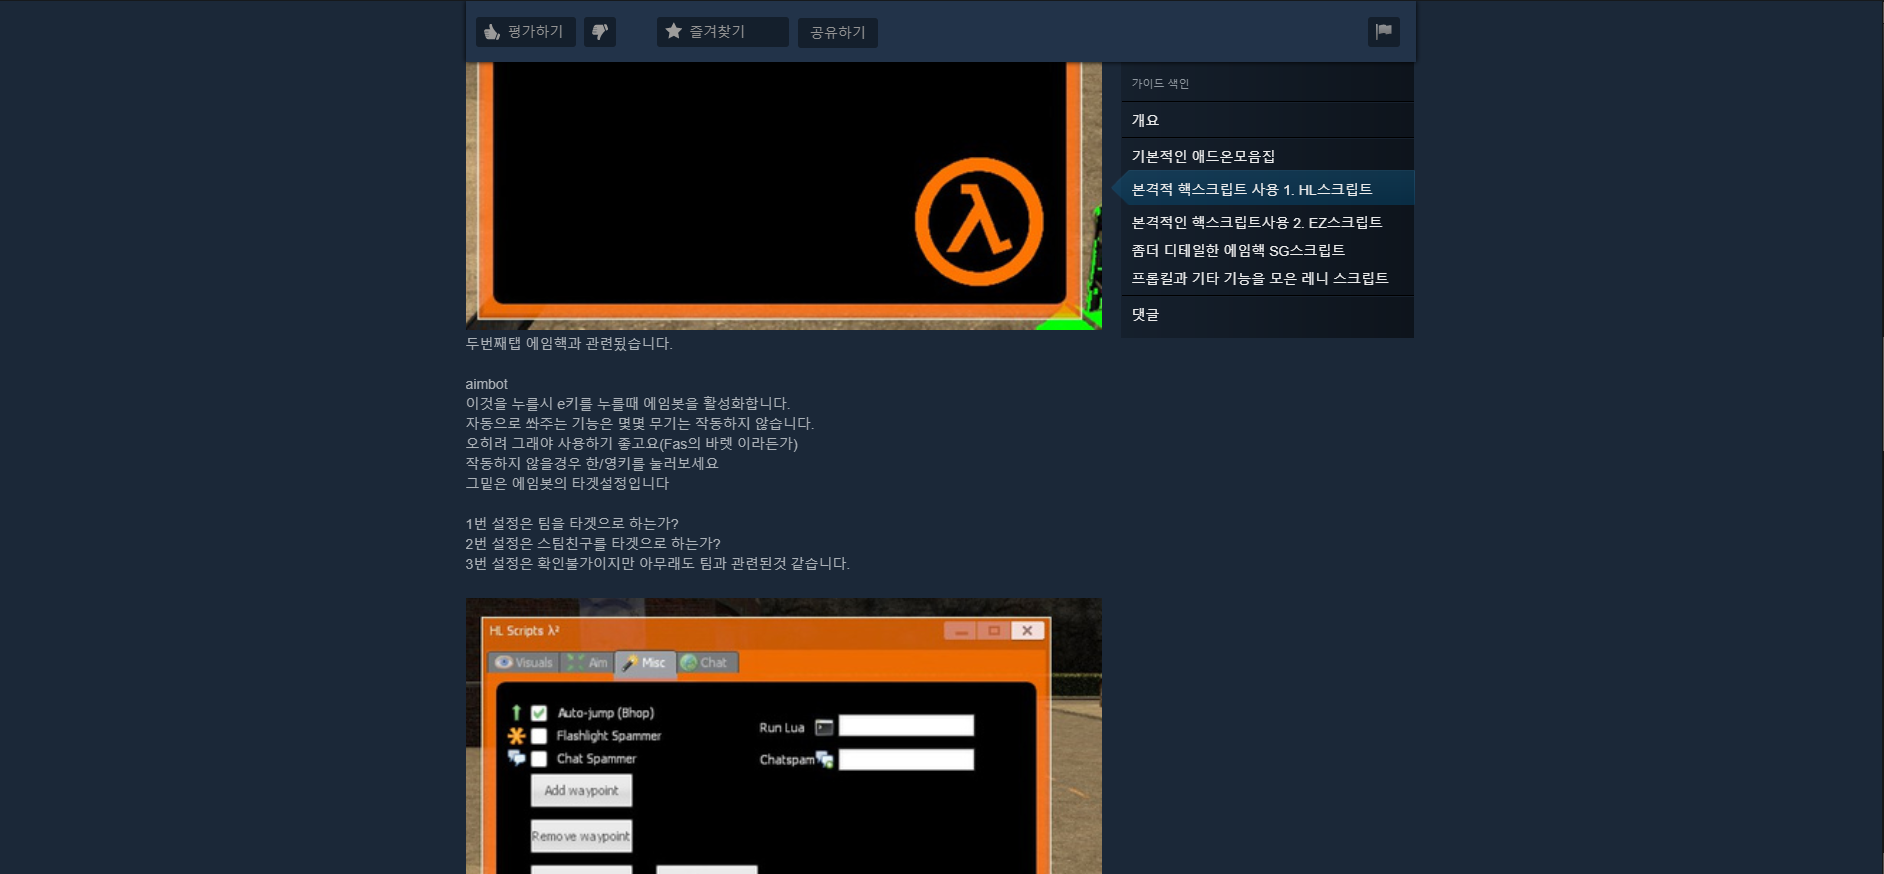 평가하기
즐겨찾기
공유하기
가이드 색인
개요
기본적인 애드온모음집
본격적 핵스크립트 사용 1. HL스크립트
본격적인 핵스크립트사용 2. EZ스크립트
좀더 디테일한 에임핵 SG스크립트
프롭킬과 기타 기능을 모은 레니 스크립트
댓글
두번째탭 에임핵과 관련됬습니다.
aimbot
이것을 누를시 e키를 누를때 에임봇을 활성화합니다.
자동으로 쏴주는 기능은 몇몇 무기는 작동하지 않습니다.
오히려 그래야 사용하기 좋고요(Fas의 바렛 이라든가)
작동하지 않을경우 한/영키를 눌러보세요
그밑은 에임봇의 타겟설정입니다
1번 설정은 팀을 타겟으로 하는가?
2번 설정은 스팀친구를 타겟으로 하는가?
3번 설정은 확인불가이지만 아무래도 팀과 관련된것 같습니다.
HL Scripts λ²
Visuals Aim Misc Chat
Auto-jump (Bhop)
Flashlight Spammer
Chat Spammer
Run Lua
Chatspam
Add waypoint
Remove waypoint